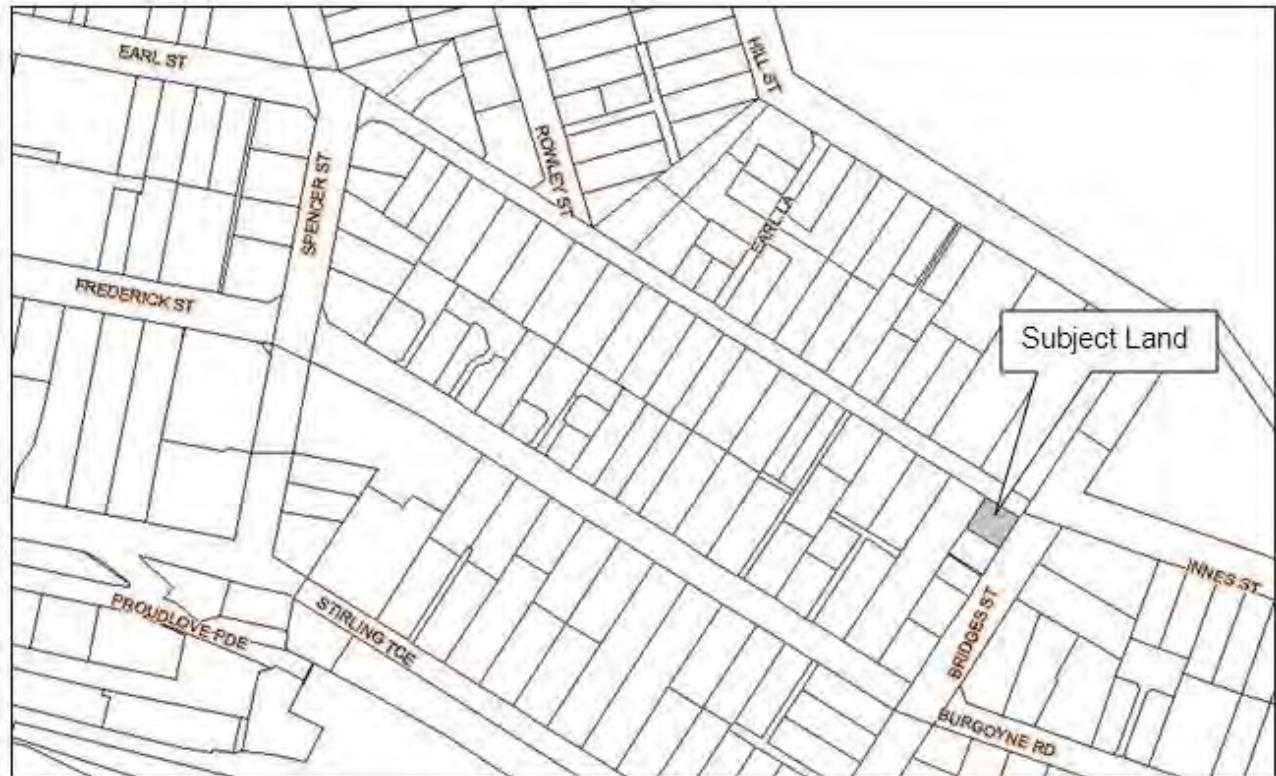 EARL ST
HILL ST
ROWLEY ST
SPENCER ST
EARL LA
FREDERICK ST
Subject Land
INNES ST
PROUDLOVE PDE
STIRLING TCE
BRIDGES ST
BURGOYNE RD